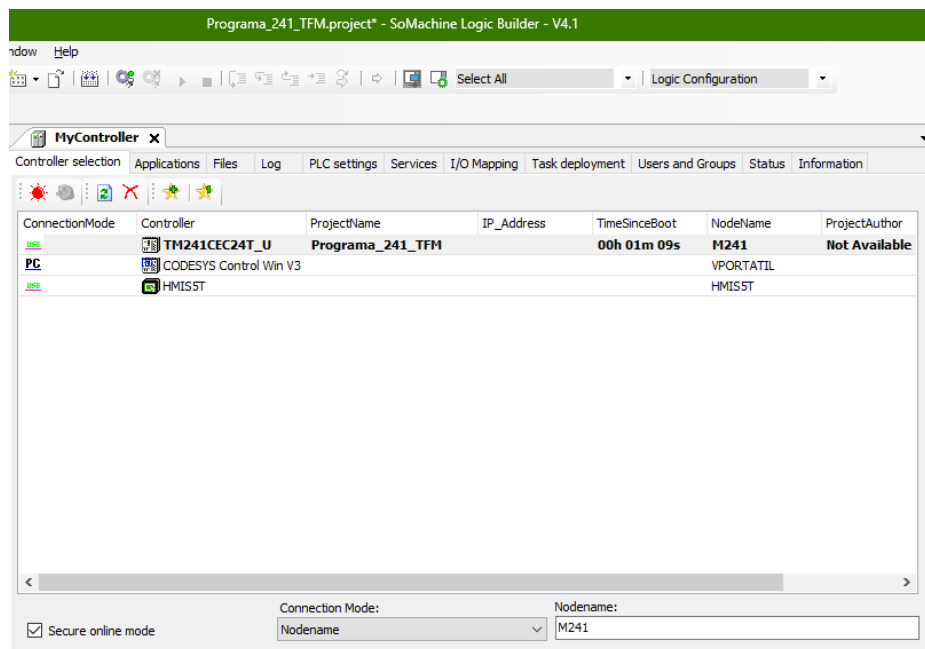 Programa_241_TFM.project* - SoMachine Logic Builder - V4.1
ndow Help
Select All Logic Configuration
MyController
Controller selection Applications Files Log PLC settings Services I/O Mapping Task deployment Users and Groups Status Information
ConnectionMode Controller ProjectName IP_Address TimeSinceBoot NodeName ProjectAuthor
USB TM241CEC24T_U Programa_241_TFM 00h 01m 09s M241 Not Available
PC CODESYS Control Win V3 VPORTATIL
USB HMIS5T HMIS5T
Connection Mode: Nodename:
Secure online mode Nodename M241